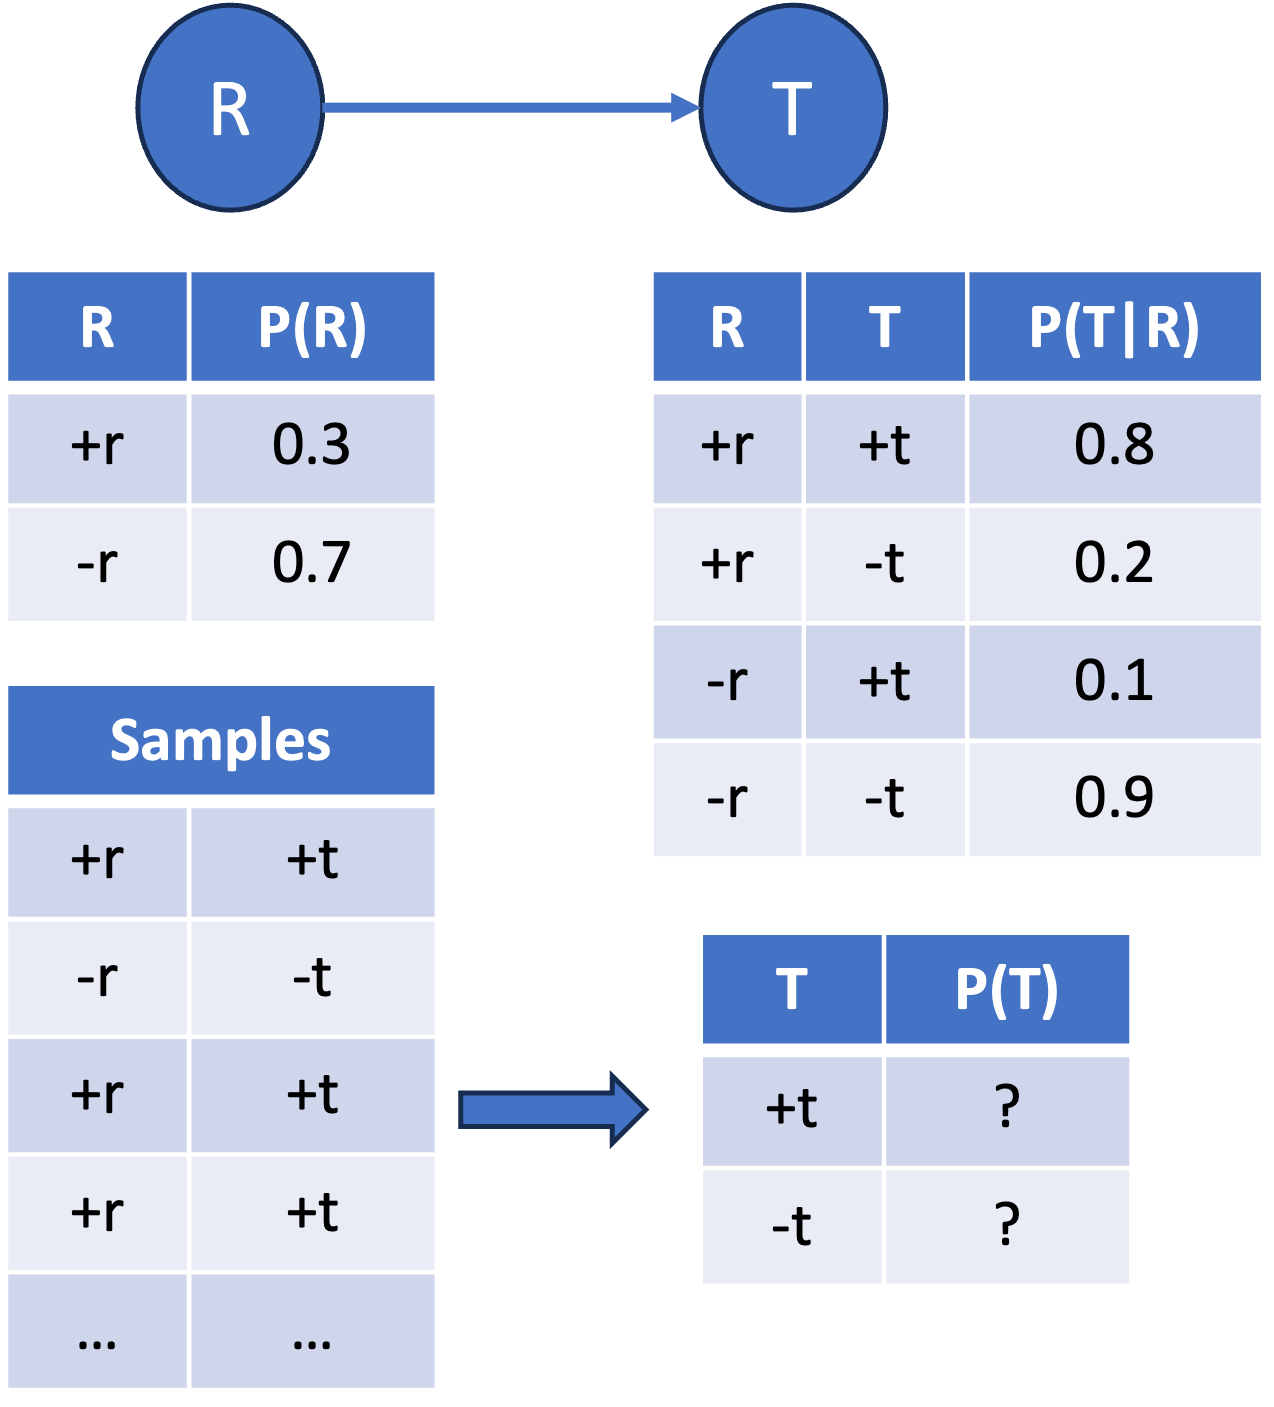 R T
R P(R)
+r 0.3
-r 0.7
R T P(T|R)
+r +t 0.8
+r -t 0.2
-r +t 0.1
-r -t 0.9
Samples
+r +t
-r -t
+r +t
+r +t
... ...
T P(T)
+t ?
-t ?